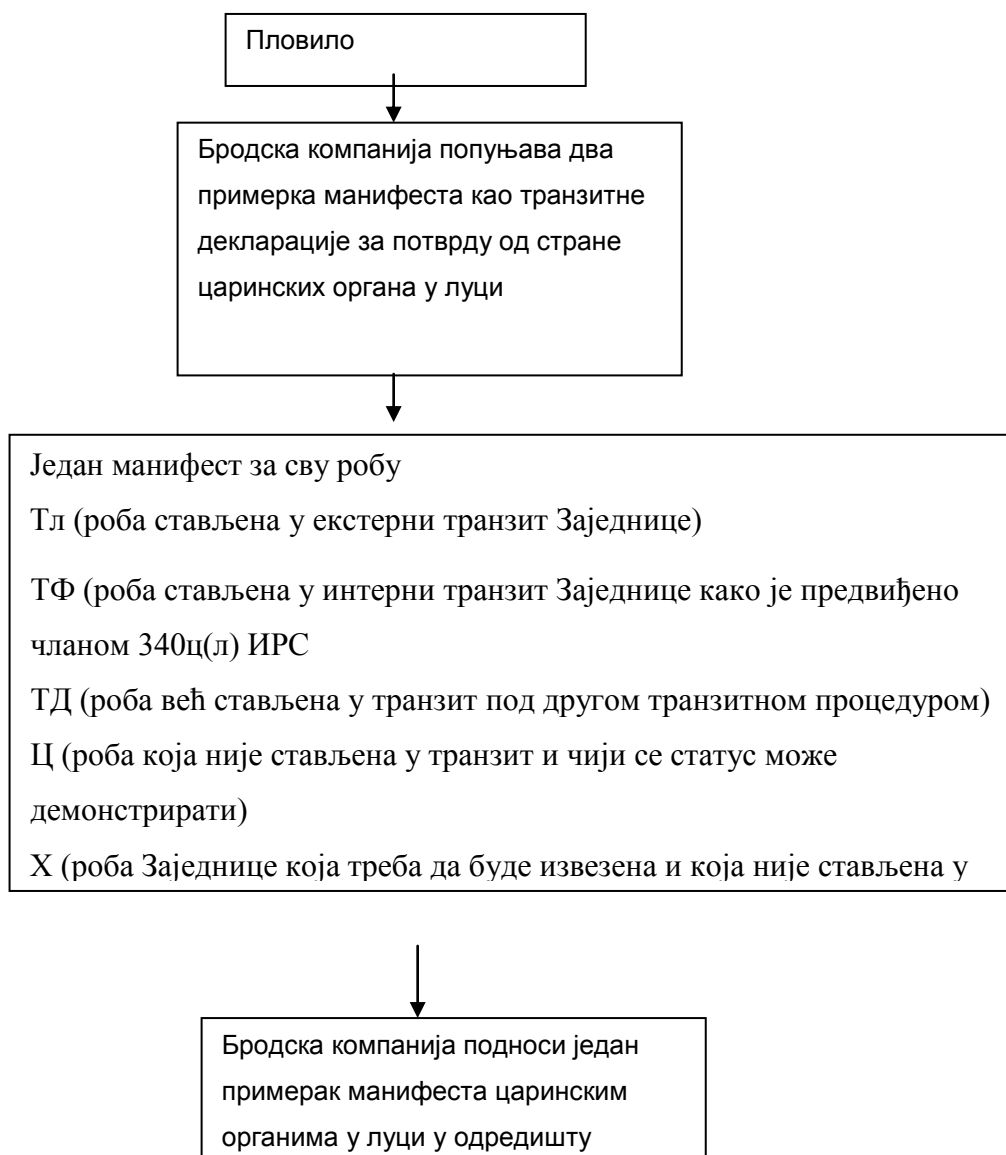 Пловило
Бродска компанија попуњава два
примерка манифеста као транзитне
декларације за потврду од стране
царинских органа у луци
Један манифест за сву робу
Тл (роба стављена у екстерни транзит Заједнице)
ТФ (роба стављена у интерни транзит Заједнице како је предвиђено
чланом 340ц(л) ИРС
ТД (роба већ стављена у транзит под другом транзитном процедуром)
Ц (роба која није стављена у транзит и чији се статус може
демонстрирати)
Х (роба Заједнице која треба да буде извезена и која није стављена у
Бродска компанија подноси један
примерак манифеста царинским
органима у луци у одредишту